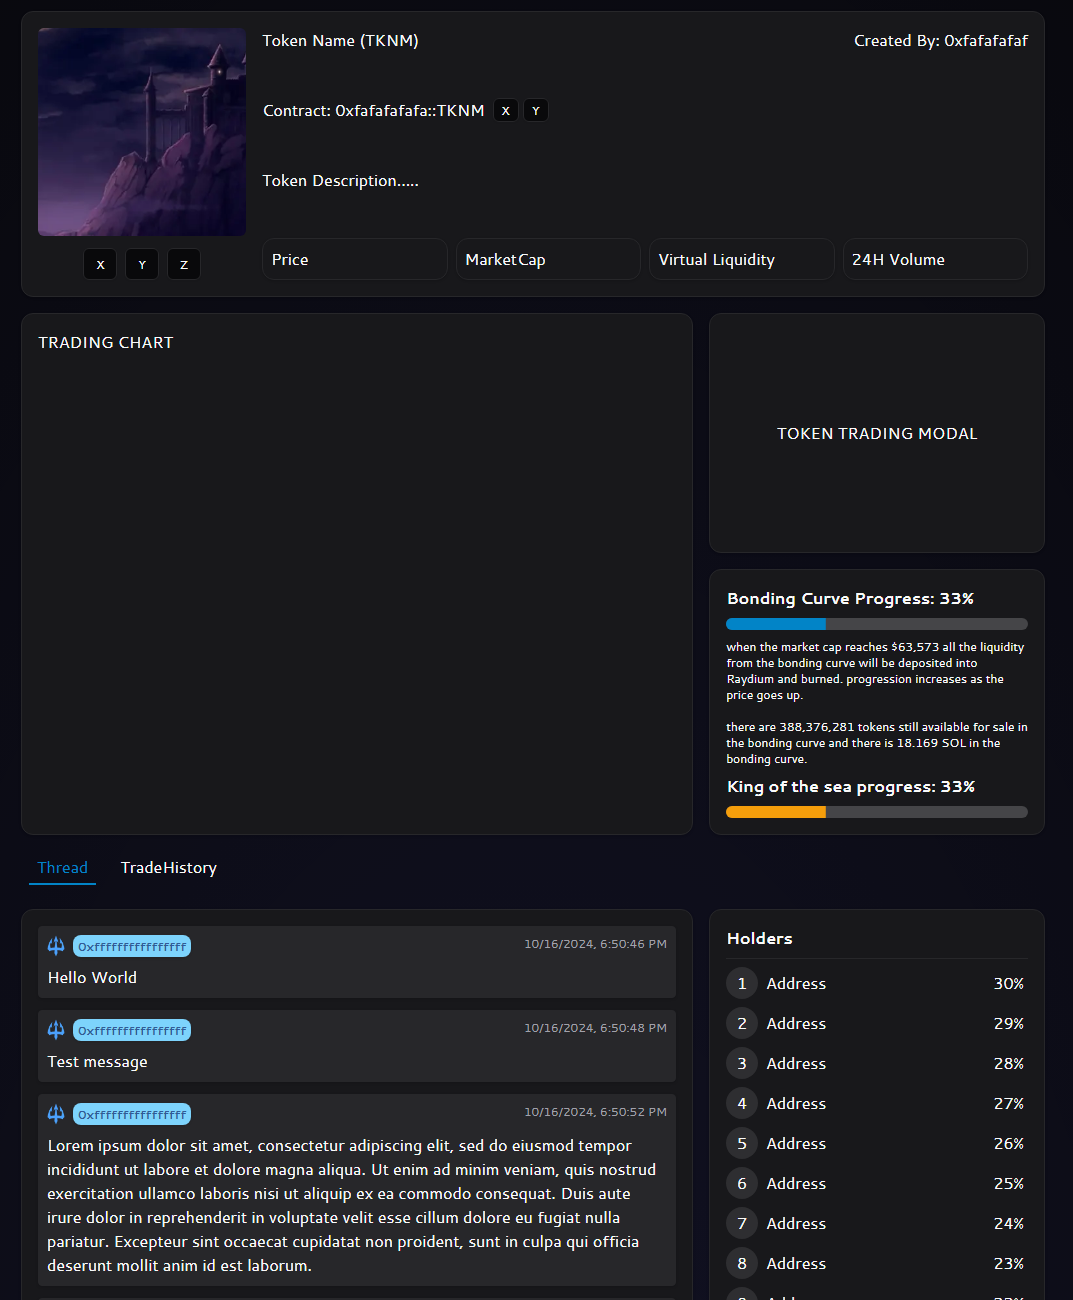 Token Name (TKNM)
Created By: 0xfafafafaf
Contract: 0xfafafafafa::TKNM X Y
Token Description.....
X Y Z
Price
MarketCap
Virtual Liquidity
24H Volume
TRADING CHART
TOKEN TRADING MODAL
Bonding Curve Progress: 33%
when the market cap reaches $63,573 all the liquidity
from the bonding curve will be deposited into
Raydium and burned. progression increases as the
price goes up.
there are 388,376,281 tokens still available for sale in
the bonding curve and there is 18.169 SOL in the
bonding curve.
King of the sea progress: 33%
Thread
TradeHistory
0xffffffffffffffff
10/16/2024, 6:50:46 PM
Hello World
0xffffffffffffffff
10/16/2024, 6:50:48 PM
Test message
0xffffffffffffffff
10/16/2024, 6:50:52 PM
Lorem ipsum dolor sit amet, consectetur adipiscing elit, sed do eiusmod tempor
incididunt ut labore et dolore magna aliqua. Ut enim ad minim veniam, quis nostrud
exercitation ullamco laboris nisi ut aliquip ex ea commodo consequat. Duis aute
irure dolor in reprehenderit in voluptate velit esse cillum dolore eu fugiat nulla
pariatur. Excepteur sint occaecat cupidatat non proident, sunt in culpa qui officia
deserunt mollit anim id est laborum.
Holders
1 Address 30%
2 Address 29%
3 Address 28%
4 Address 27%
5 Address 26%
6 Address 25%
7 Address 24%
8 Address 23%